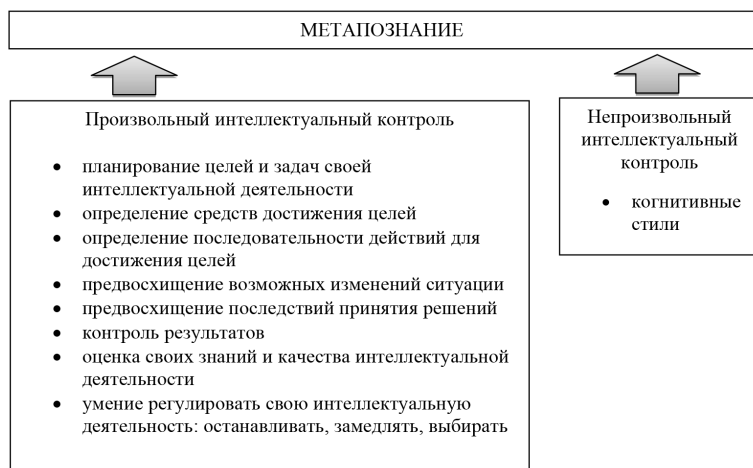 МЕТАПОЗНАНИЕ
Произвольный интеллектуальный контроль
• планирование целей и задач своей
интеллектуальной деятельности
• определение средств достижения целей
• определение последовательности действий для
достижения целей
• предвосхищение возможных изменений ситуации
• предвосхищение последствий принятия решений
• контроль результатов
• оценка своих знаний и качества интеллектуальной
деятельности
• умение регулировать свою интеллектуальную
деятельность: останавливать, замедлять, выбирать
Непроизвольный
интеллектуальный
контроль
• когнитивные
стили